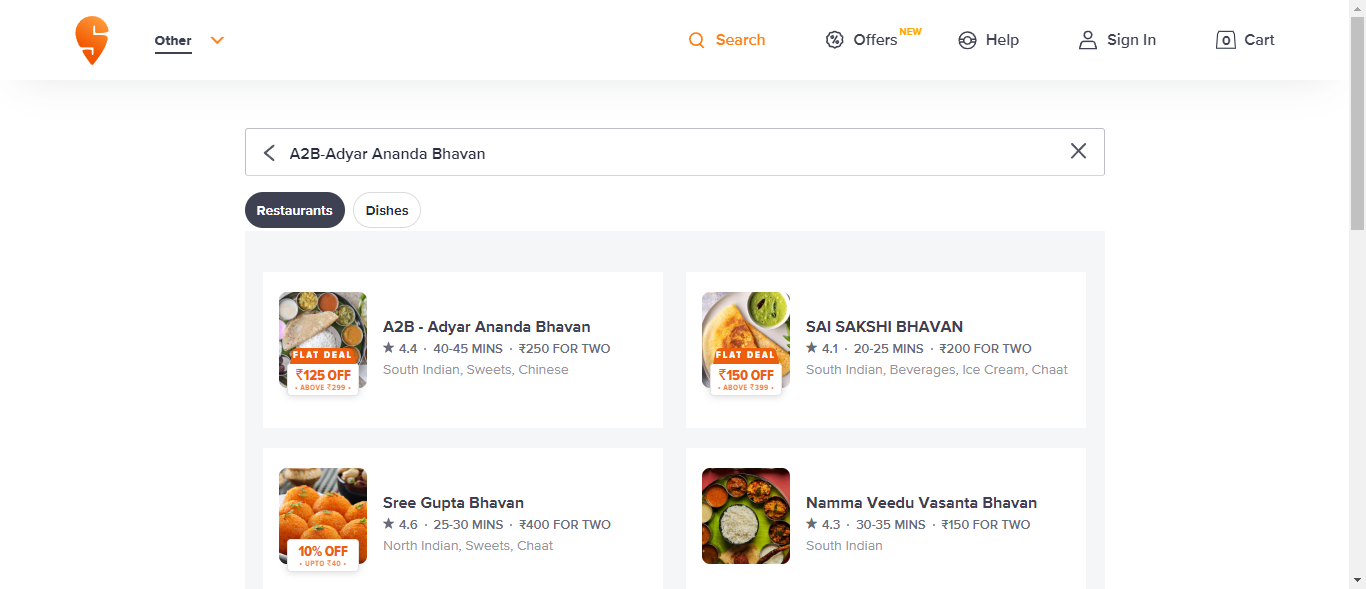 Other
Search
Offers NEW
Help
Sign In
0 Cart
A2B-Adyar Ananda Bhavan
Restaurants
Dishes
FLAT DEAL
₹125 OFF
• ABOVE ₹299 •
A2B - Adyar Ananda Bhavan
★ 4.4 · 40-45 MINS · ₹250 FOR TWO
South Indian, Sweets, Chinese
FLAT DEAL
₹150 OFF
• ABOVE ₹399 •
SAI SAKSHI BHAVAN
★ 4.1 · 20-25 MINS · ₹200 FOR TWO
South Indian, Beverages, Ice Cream, Chaat
10% OFF
• UPTO ₹40 •
Sree Gupta Bhavan
★ 4.6 · 25-30 MINS · ₹400 FOR TWO
North Indian, Sweets, Chaat
Namma Veedu Vasanta Bhavan
★ 4.3 · 30-35 MINS · ₹150 FOR TWO
South Indian